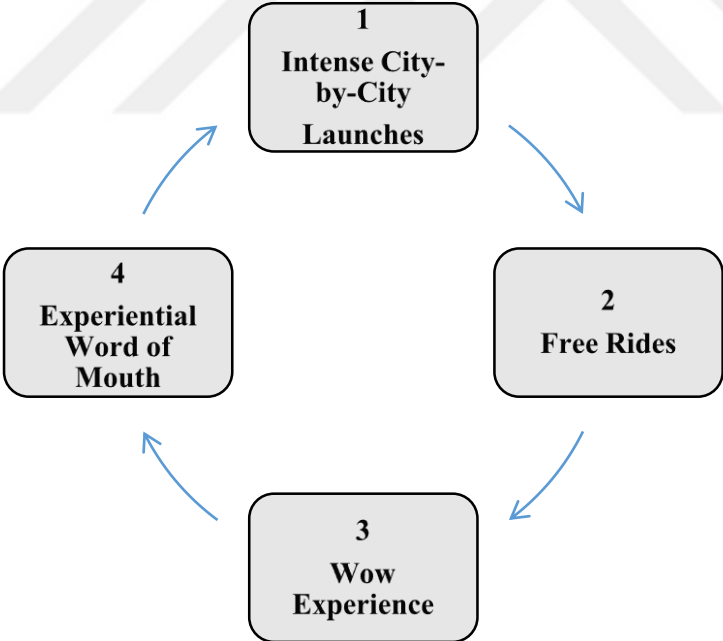 1
Intense City-
by-City
Launches
2
Free Rides
3
Wow
Experience
4
Experiential
Word of
Mouth